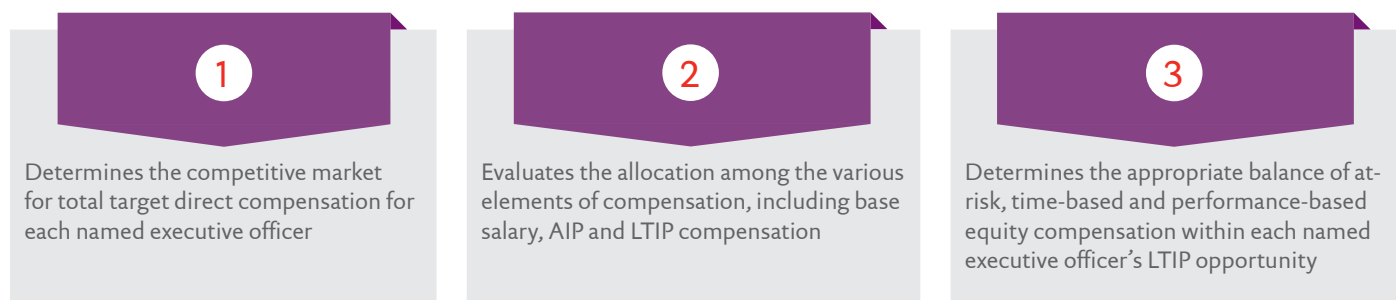 1
Determines the competitive market
for total target direct compensation for
each named executive officer
2
Evaluates the allocation among the various
elements of compensation, including base
salary, AIP and LTIP compensation
3
Determines the appropriate balance of at-
risk, time-based and performance-based
equity compensation within each named
executive officer’s LTIP opportunity